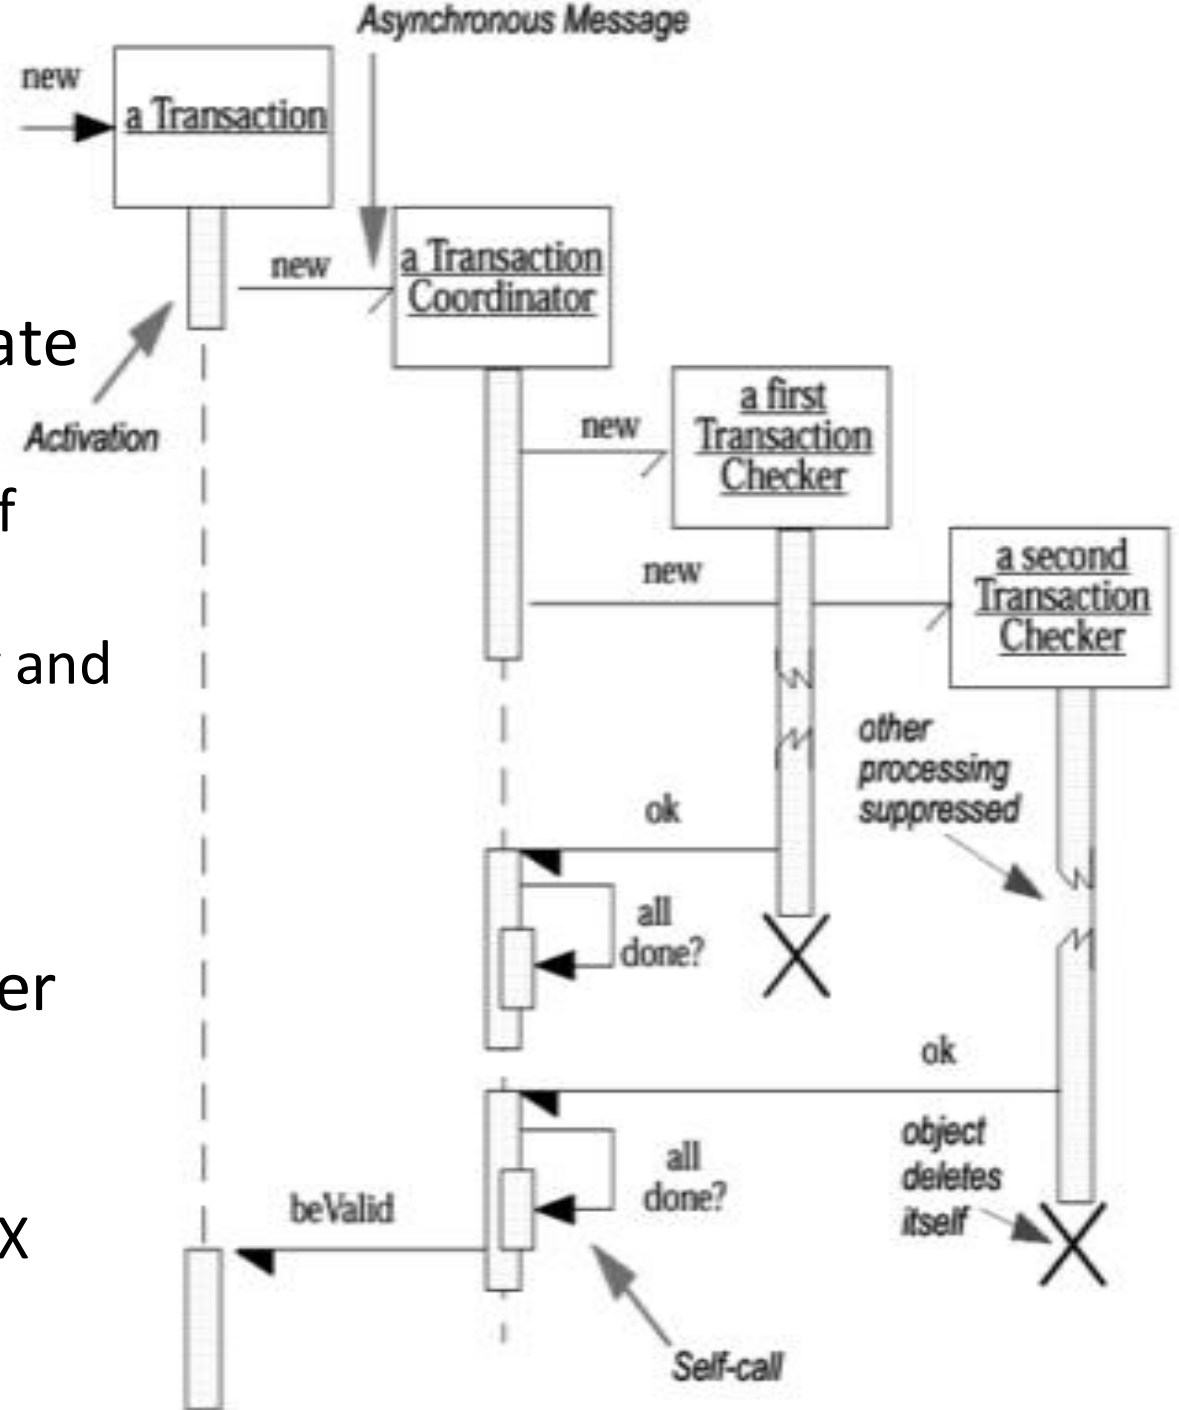 Asynchronous Message
new
a Transaction
new
a Transaction
Coordinator
ate
Activation
a first
Transaction
Checker
new
f
new
a second
Transaction
Checker
and
other
processing
suppressed
ok
all
done?
er
ok
object
deletes
itself
all
done?
beValid
X
Self-call